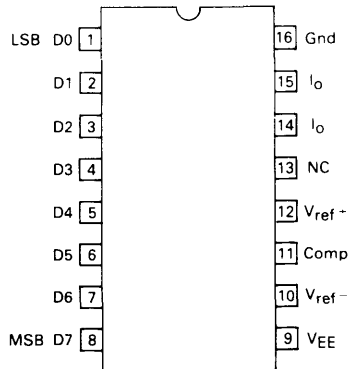 LSB D0 1 16 Gnd
D1 2 15 Io
D2 3 14 Io
D3 4 13 NC
D4 5 12 Vref +
D5 6 11 Comp
D6 7 10 Vref −
MSB D7 8 9 VEE